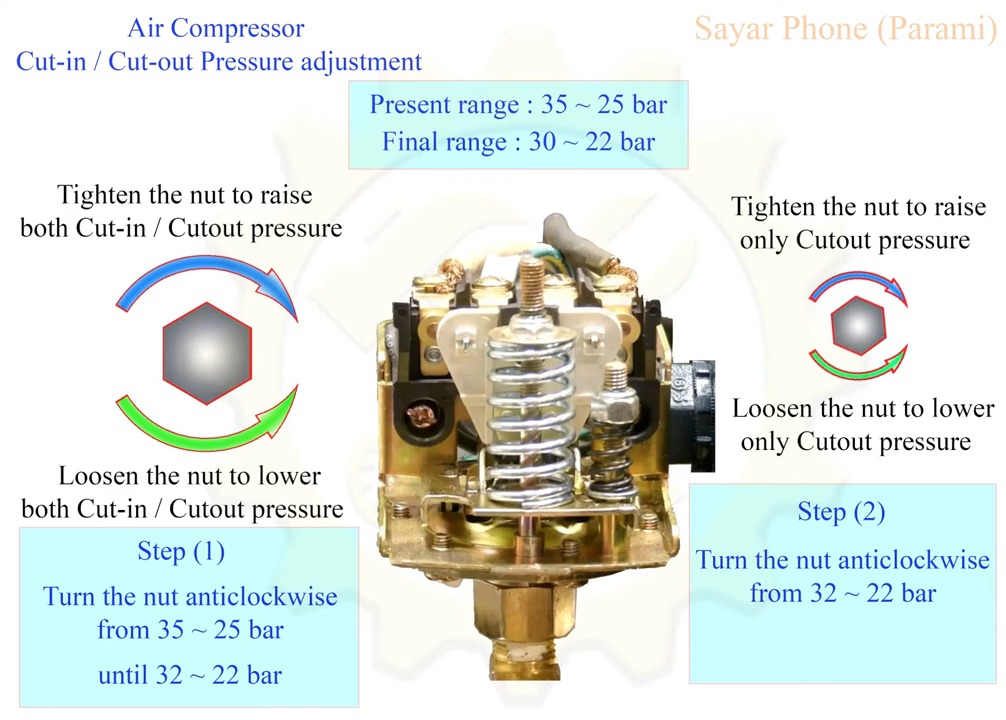 Air Compressor
Cut-in / Cut-out Pressure adjustment
Sayar Phone (Parami)
Present range : 35 ~ 25 bar
Final range : 30 ~ 22 bar
Tighten the nut to raise
both Cut-in / Cutout pressure
Loosen the nut to lower
both Cut-in / Cutout pressure
Step (1)
Turn the nut anticlockwise
from 35 ~ 25 bar
until 32 ~ 22 bar
Tighten the nut to raise
only Cutout pressure
Loosen the nut to lower
only Cutout pressure
Step (2)
Turn the nut anticlockwise
from 32 ~ 22 bar